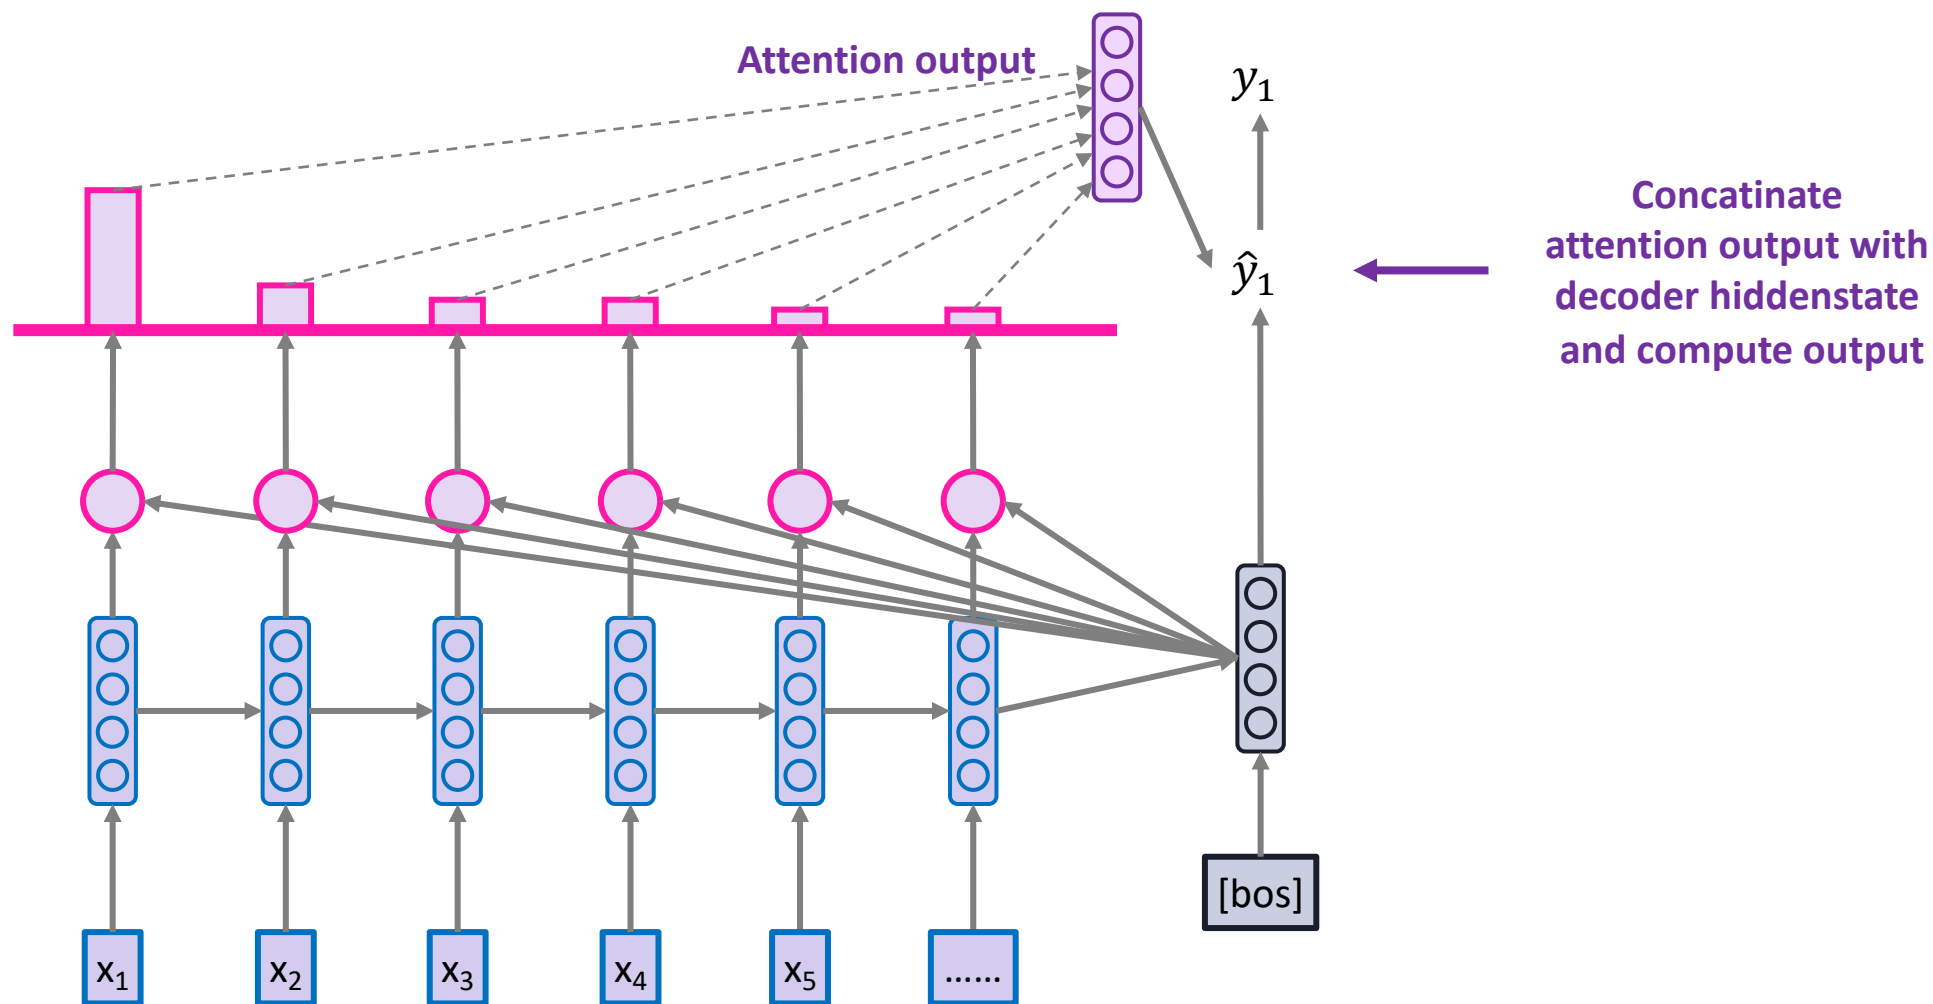 Attention output
y₁
ŷ₁
Concatinate
attention output with
decoder hiddenstate
and compute output
[bos]
x₁ x₂ x₃ x₄ x₅ ......